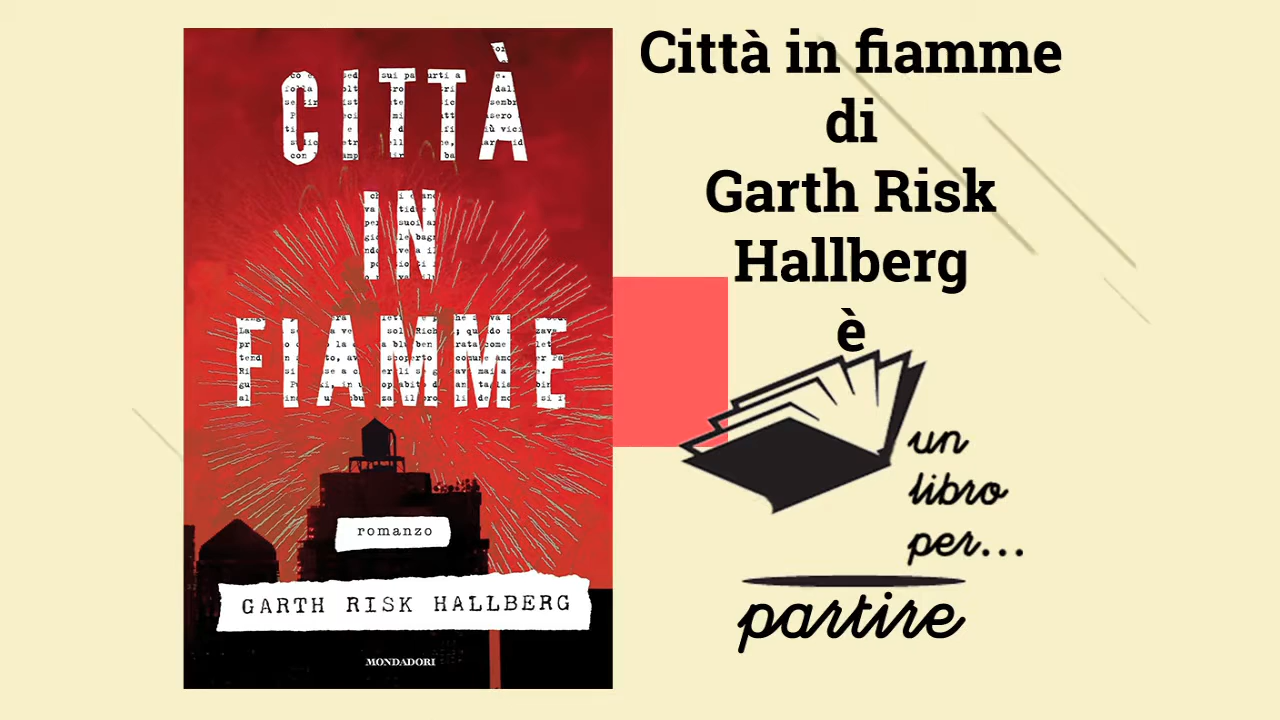 CITTÀ
IN
FIAMME
romanzo
GARTH RISK HALLBERG
MONDADORI
Città in fiamme
di
Garth Risk
Hallberg
è
un
libro
per...
partire